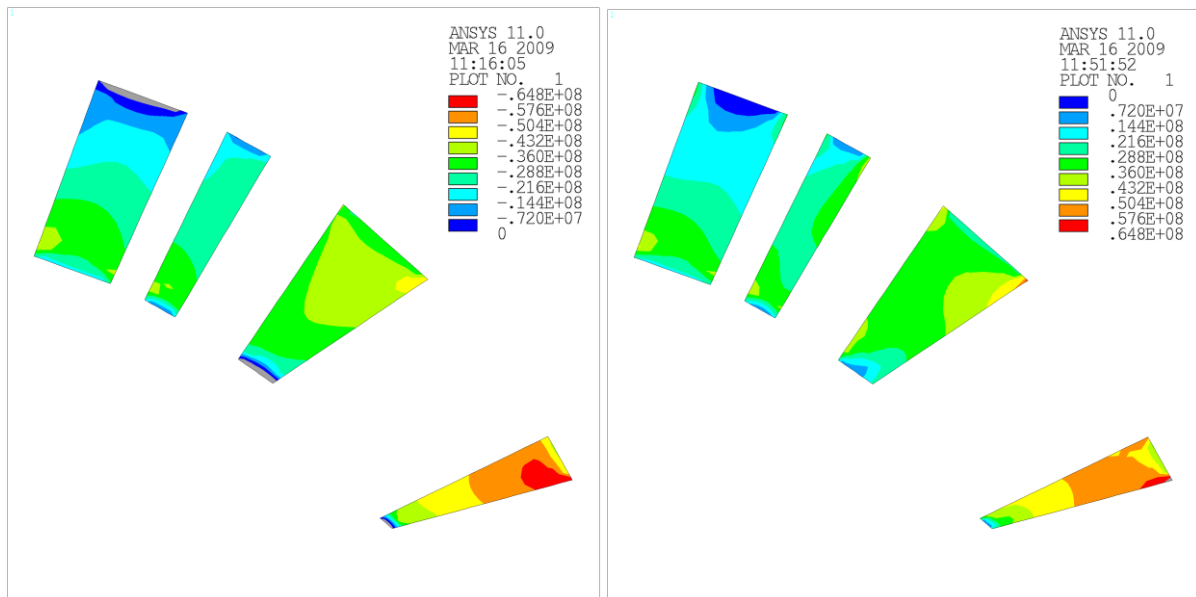 1
ANSYS 11.0
MAR 16 2009
11:16:05
PLOT NO. 1
-.648E+08
-.576E+08
-.504E+08
-.432E+08
-.360E+08
-.288E+08
-.216E+08
-.144E+08
-.720E+07
0
1
ANSYS 11.0
MAR 16 2009
11:51:52
PLOT NO. 1
0
.720E+07
.144E+08
.216E+08
.288E+08
.360E+08
.432E+08
.504E+08
.576E+08
.648E+08